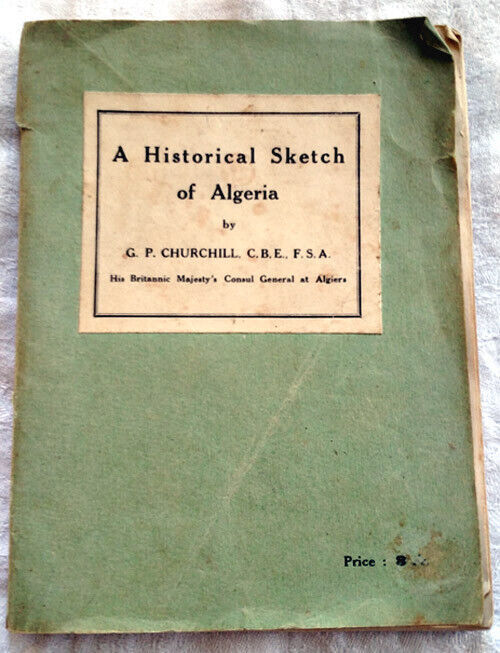 A Historical Sketch
of Algeria
by
G. P. CHURCHILL, C.B.E., F.S.A.
His Britannic Majesty's Consul General at Algiers
Price :